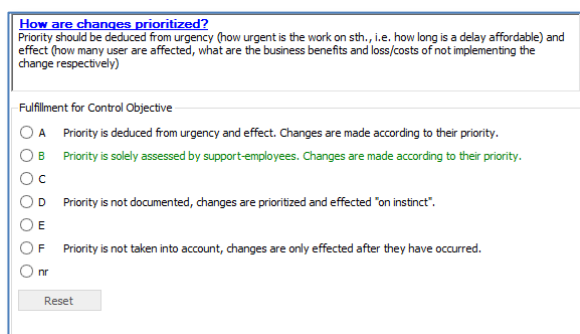 How are changes prioritized?
Priority should be deduced from urgency (how urgent is the work on sth., i.e. how long is a delay affordable) and
effect (how many user are affected, what are the business benefits and loss/costs of not implementing the
change respectively)
Fulfillment for Control Objective
A Priority is deduced from urgency and effect. Changes are made according to their priority.
B Priority is solely assessed by support-employees. Changes are made according to their priority.
C
D Priority is not documented, changes are prioritized and effected "on instinct".
E
F Priority is not taken into account, changes are only effected after they have occurred.
nr
Reset